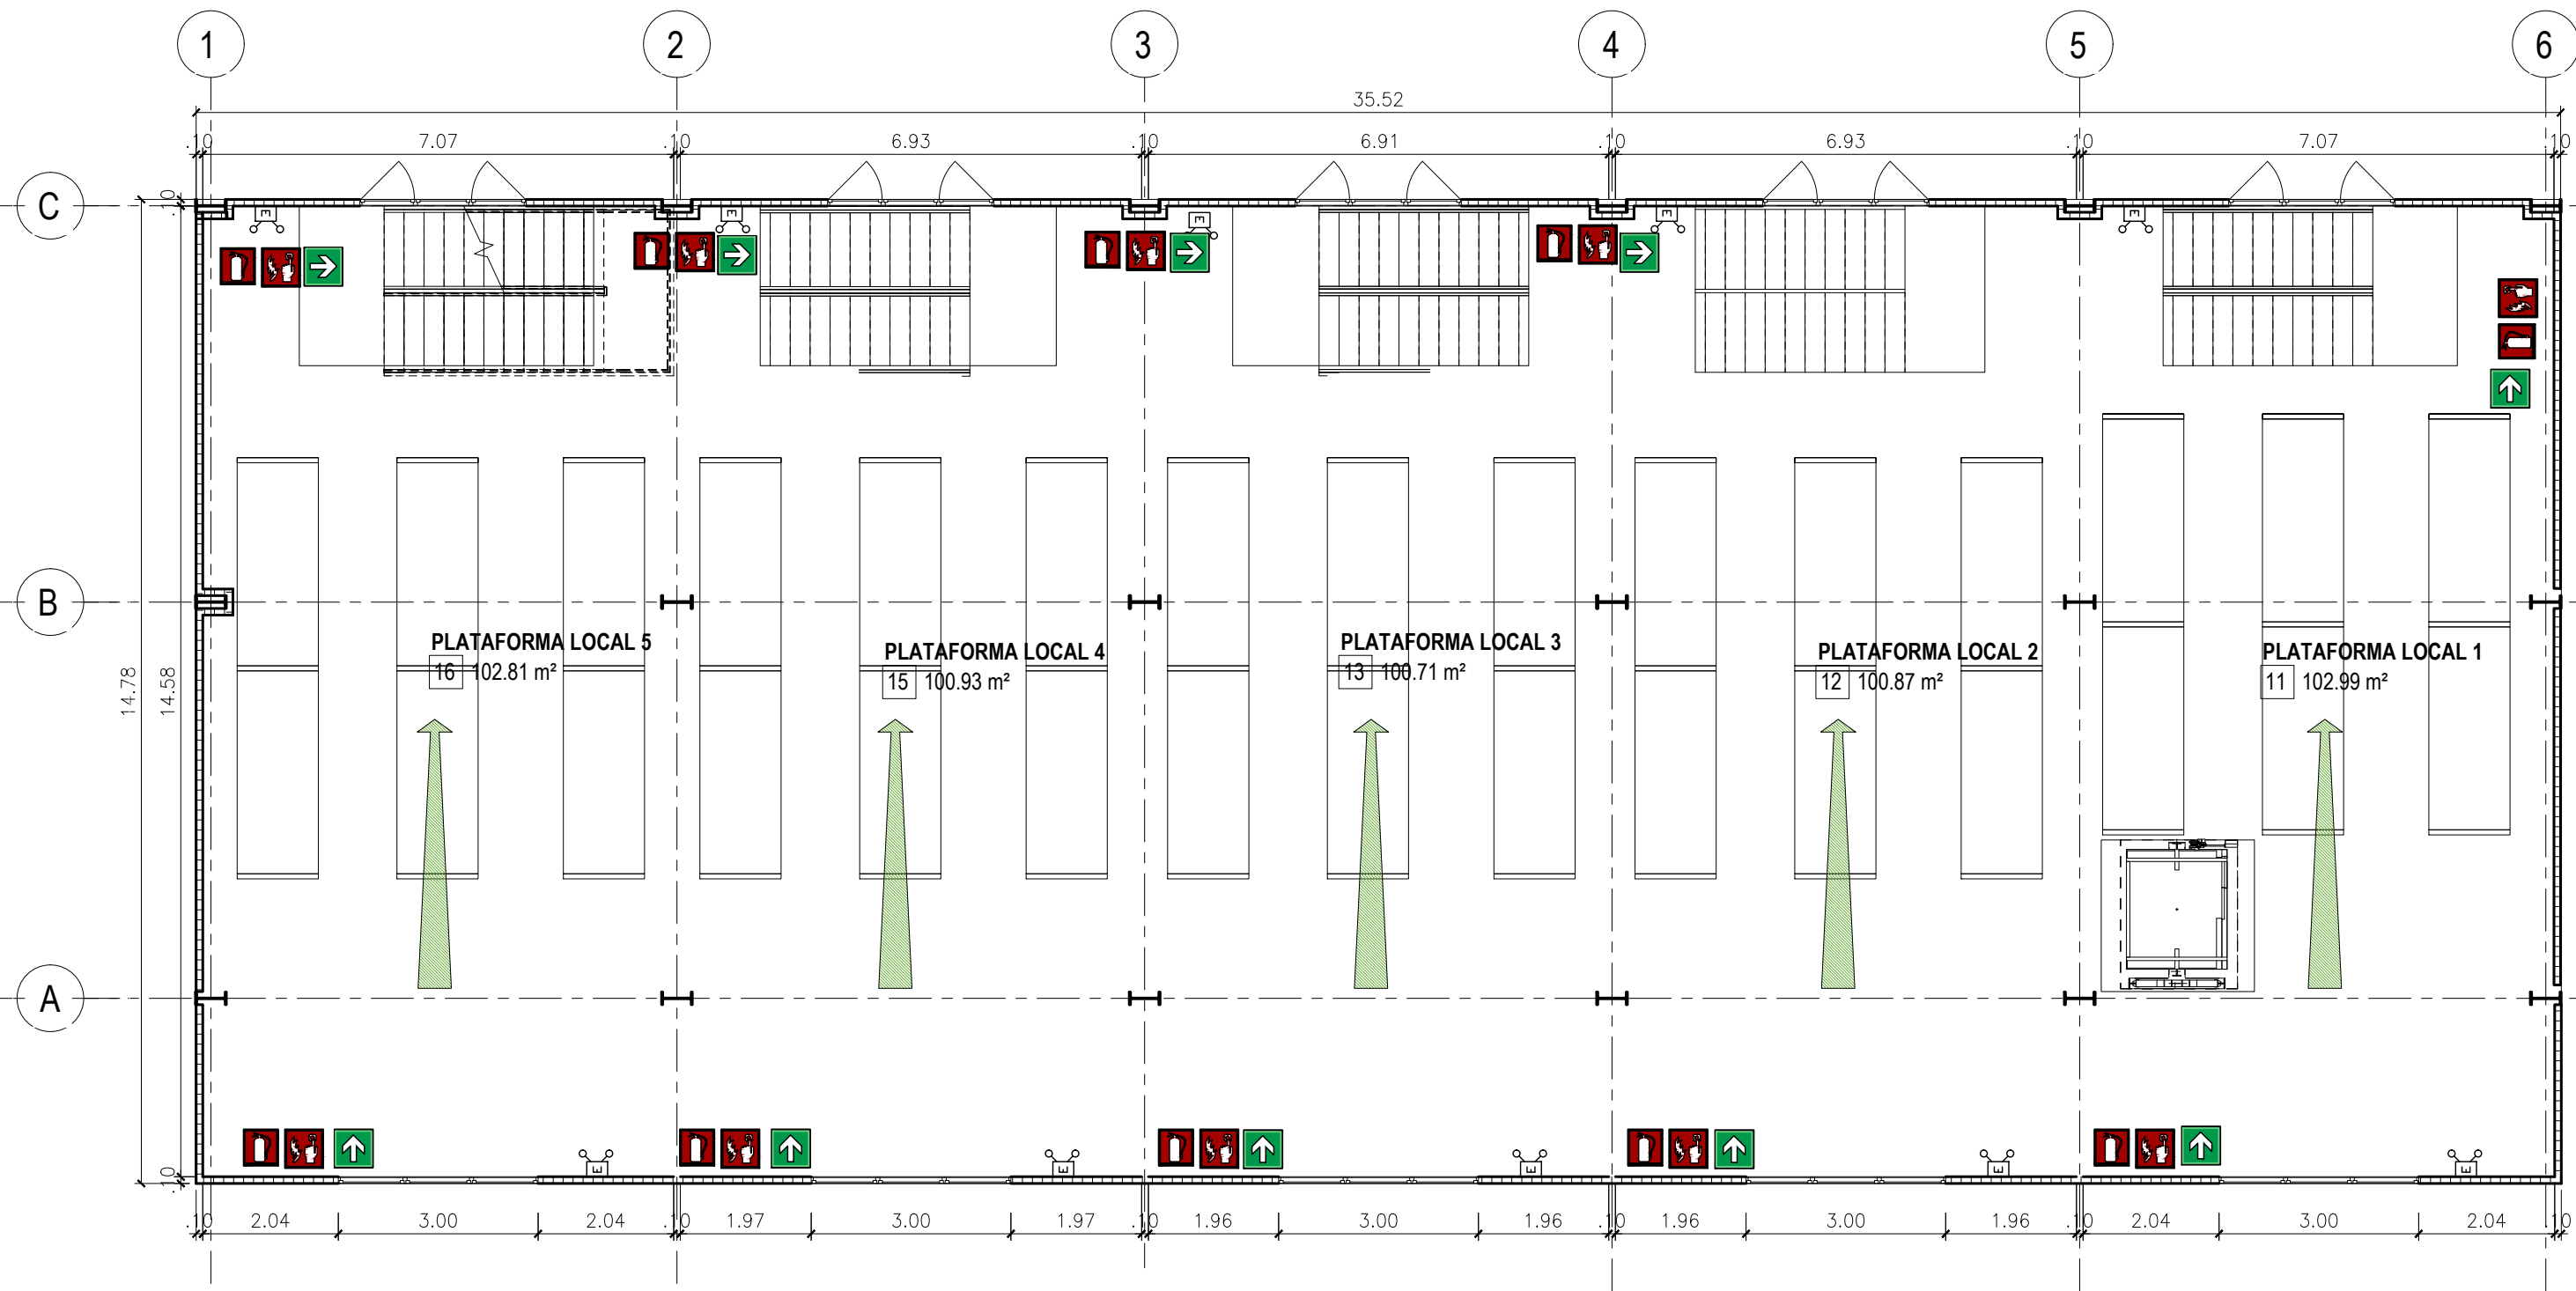 1 2 3 4 5 6
35.52
.10 7.07 .10 6.93 .10 6.91 .10 6.93 .10 7.07 .10
C
.10
E E E E E
B
14.78
14.58
PLATAFORMA LOCAL 5
16 102.81 m²
PLATAFORMA LOCAL 4
15 100.93 m²
PLATAFORMA LOCAL 3
13 100.71 m²
PLATAFORMA LOCAL 2
12 100.87 m²
PLATAFORMA LOCAL 1
11 102.99 m²
A
E E E E E
.10
.10 2.04 3.00 2.04 .10 1.97 3.00 1.97 .10 1.96 3.00 1.96 .10 1.96 3.00 1.96 .10 2.04 3.00 2.04 .10